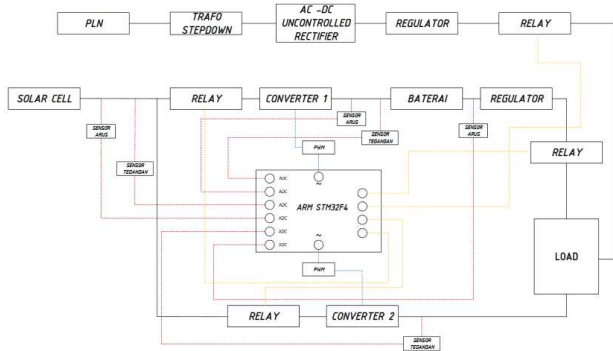 PLN
TRAFO
STEPDOWN
AC -DC
UNCONTROLLED
RECTIFIER
REGULATOR
RELAY
SOLAR CELL
RELAY
CONVERTER 1
BATERAI
REGULATOR
SENSOR
ARUS
SENSOR
TEGANGAN
SENSOR
ARUS
SENSOR
TEGANGAN
SENSOR
ARUS
PWM
RELAY
~
ADC
ADC
ADC
ADC
ADC
ADC
ARM STM32F4
~
PWM
LOAD
RELAY
CONVERTER 2
SENSOR
TEGANGAN